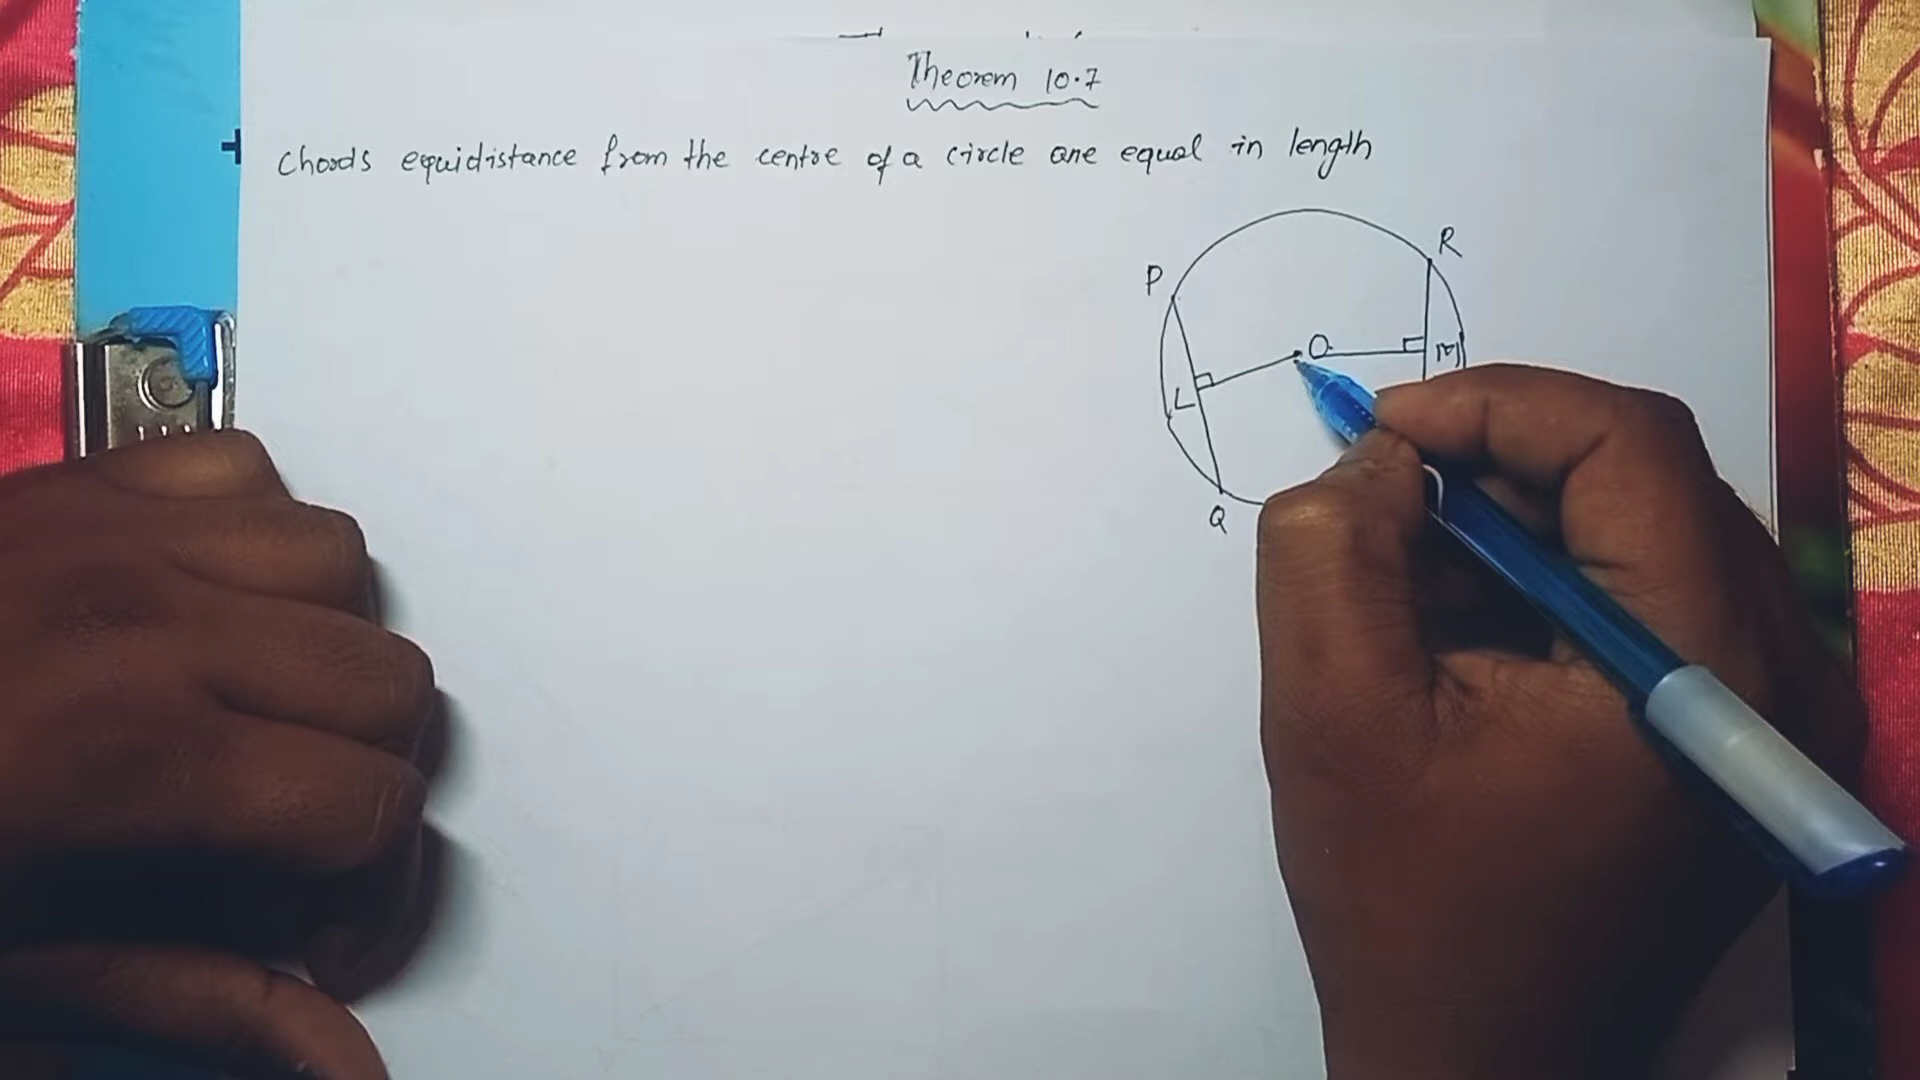 Theorem 10.7
Chords equidistance from the centre of a circle are equal in length
R
P
O
M
L
Q